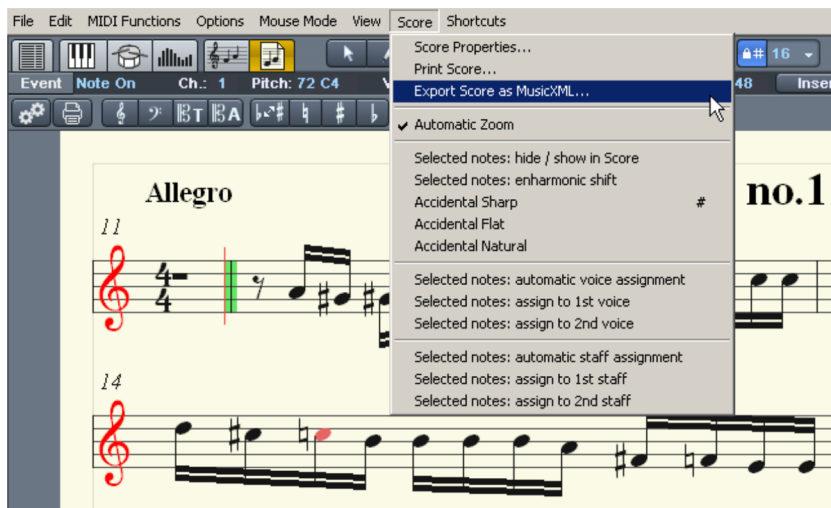 File Edit MIDI Functions Options Mouse Mode View Score Shortcuts
16
Event Note On Ch.: 1 Pitch: 72 C4
48 Inser
T A
Score Properties...
Print Score...
Export Score as MusicXML...
Automatic Zoom
Selected notes: hide / show in Score
Selected notes: enharmonic shift
Accidental Sharp #
Accidental Flat
Accidental Natural
Selected notes: automatic voice assignment
Selected notes: assign to 1st voice
Selected notes: assign to 2nd voice
Selected notes: automatic staff assignment
Selected notes: assign to 1st staff
Selected notes: assign to 2nd staff
Allegro
no.1
11
4
4
14